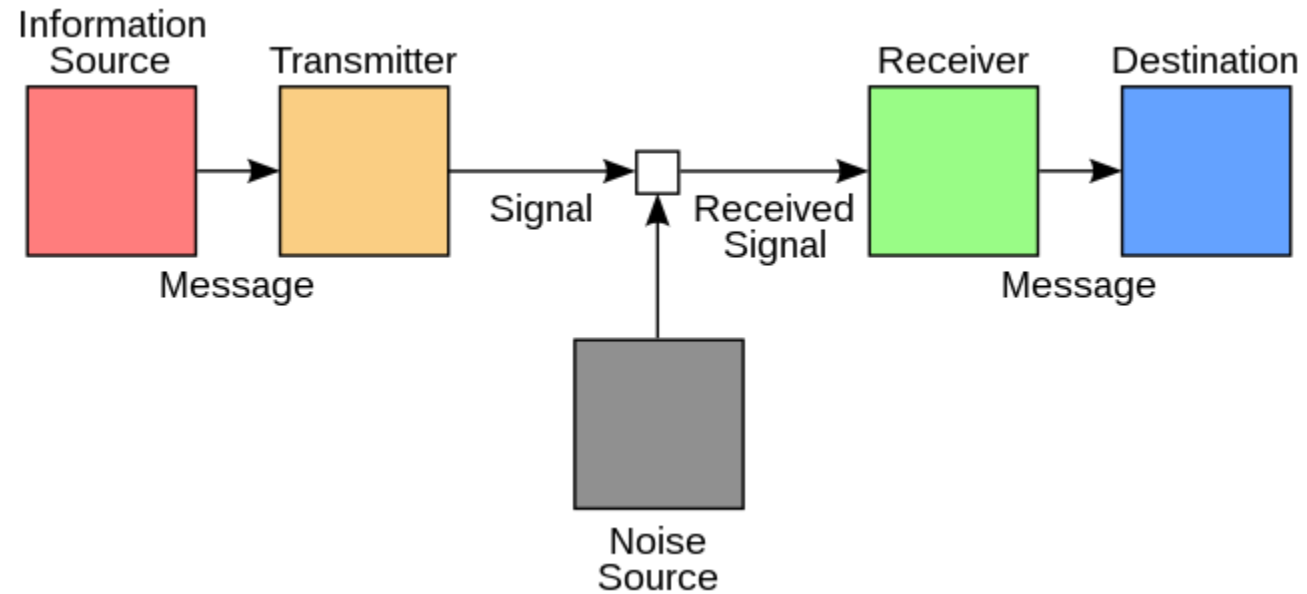 Information
Source
Transmitter
Receiver
Destination
Signal
Received
Signal
Message
Message
Noise
Source